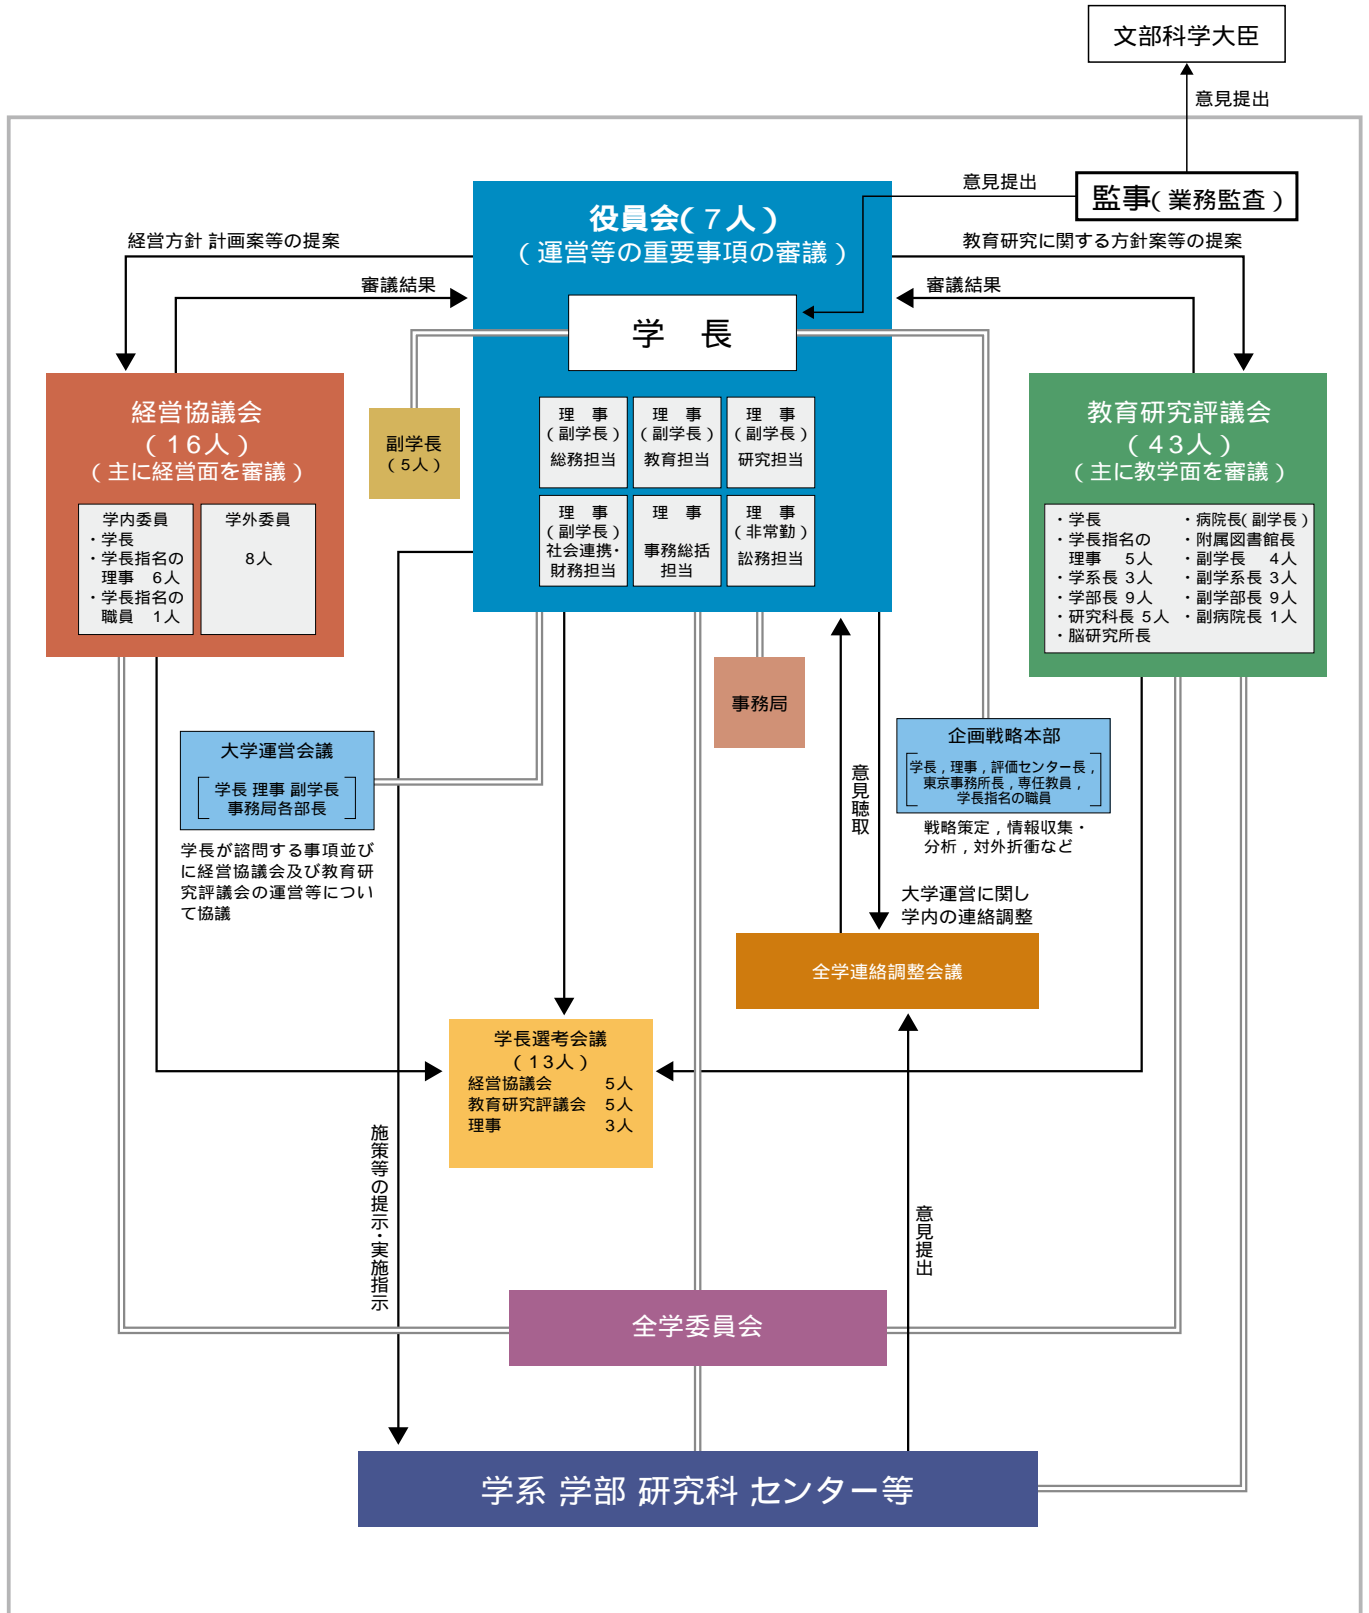 文部科学大臣
意見提出
意見提出
監事(業務監査)
役員会(7人)
(運営等の重要事項の審議)
経営方針 計画案等の提案
教育研究に関する方針案等の提案
審議結果
審議結果
学 長
経営協議会
(16人)
(主に経営面を審議)
学内委員
・学長
・学長指名の
理事 6人
・学長指名の
職員 1人
学外委員
8人
副学長
(5人)
理 事
(副学長)
総務担当
理 事
(副学長)
教育担当
理 事
(副学長)
研究担当
理 事
(副学長)
社会連携・
財務担当
理 事
事務総括
担当
理 事
(非常勤)
訟務担当
教育研究評議会
(43人)
(主に教学面を審議)
・学長
・学長指名の
理事 5人
・学系長 3人
・学部長 9人
・研究科長 5人
・脳研究所長
・病院長(副学長)
・附属図書館長
・副学長 4人
・副学系長 3人
・副学部長 9人
・副病院長 1人
事務局
大学運営会議
学長 理事 副学長
事務局各部長
学長が諮問する事項並び
に経営協議会及び教育研
究評議会の運営等につい
て協議
企画戦略本部
学長,理事,評価センター長,
東京事務所長,専任教員,
学長指名の職員
戦略策定,情報収集・
分析,対外折衝など
意見聴取
大学運営に関し
学内の連絡調整
全学連絡調整会議
学長選考会議
(13人)
経営協議会 5人
教育研究評議会 5人
理事 3人
施策等の提示・実施指示
意見提出
全学委員会
学系,学部,研究科,センター等